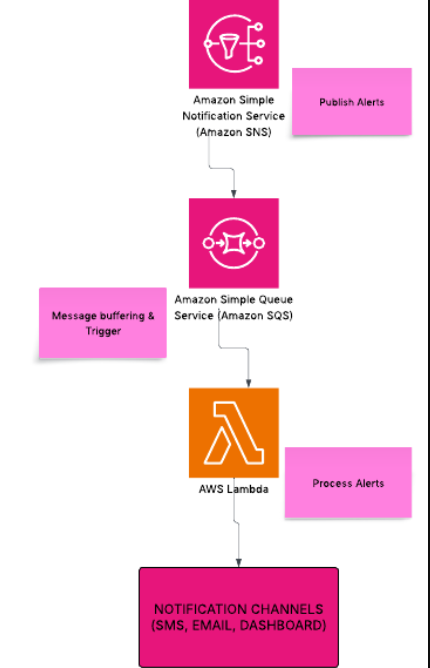 Amazon Simple
Notification Service
(Amazon SNS)
Publish Alerts
Amazon Simple Queue
Service (Amazon SQS)
Message buffering &
Trigger
AWS Lambda
Process Alerts
NOTIFICATION CHANNELS
(SMS, EMAIL, DASHBOARD)